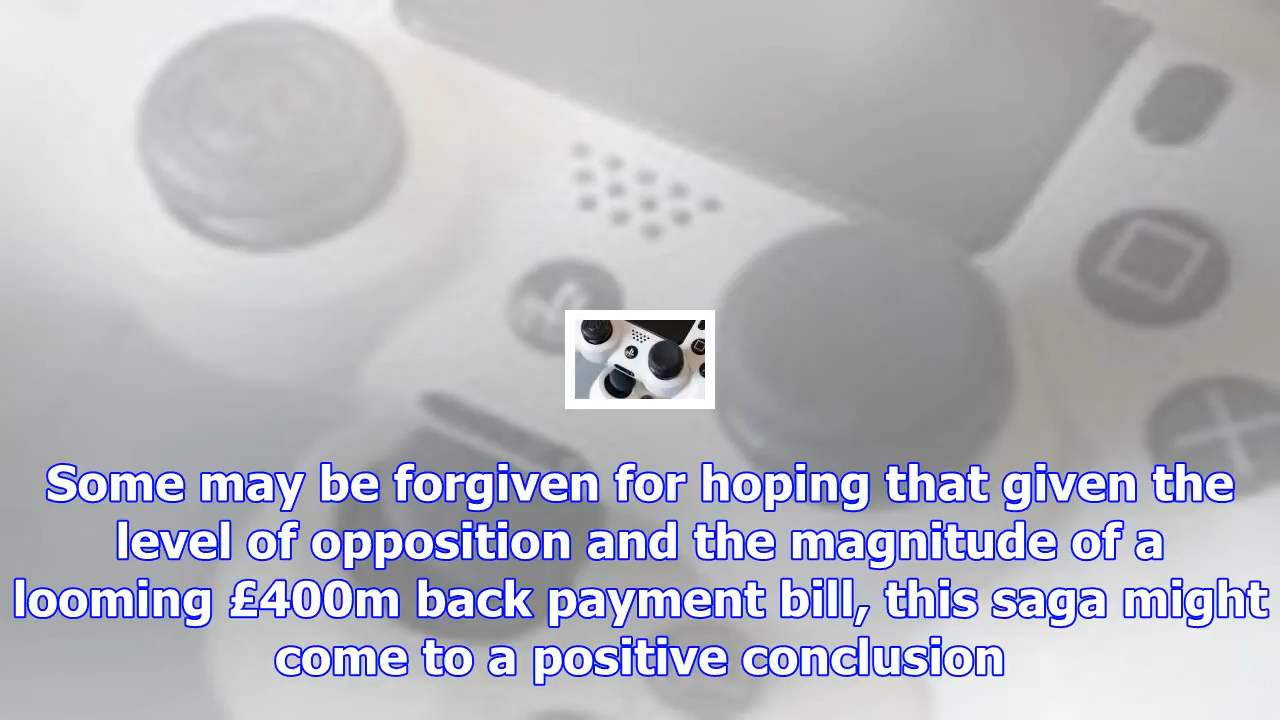 Some may be forgiven for hoping that given the
level of opposition and the magnitude of a
looming £400m back payment bill, this saga might
come to a positive conclusion